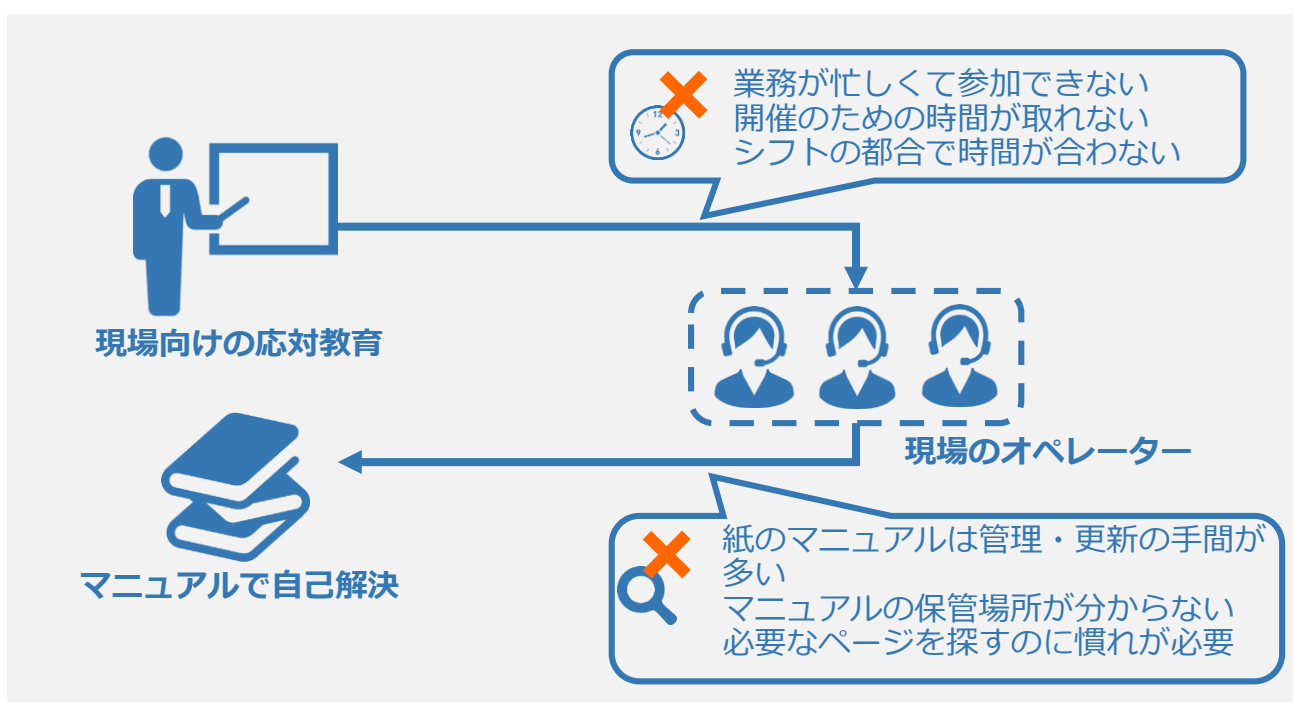 業務が忙しくて参加できない
開催のための時間が取れない
シフトの都合で時間が合わない
12
3
6
9
現場向けの応対教育
現場のオペレーター
マニュアルで自己解決
紙のマニュアルは管理・更新の手間が
多い
マニュアルの保管場所が分からない
必要なページを探すのに慣れが必要